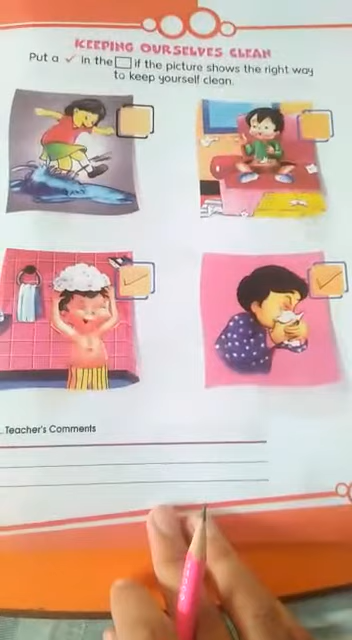 KEEPING OURSELVES CLEAN
Put a ✓ in the ☐ if the picture shows the right way
to keep yourself clean.
Teacher's Comments